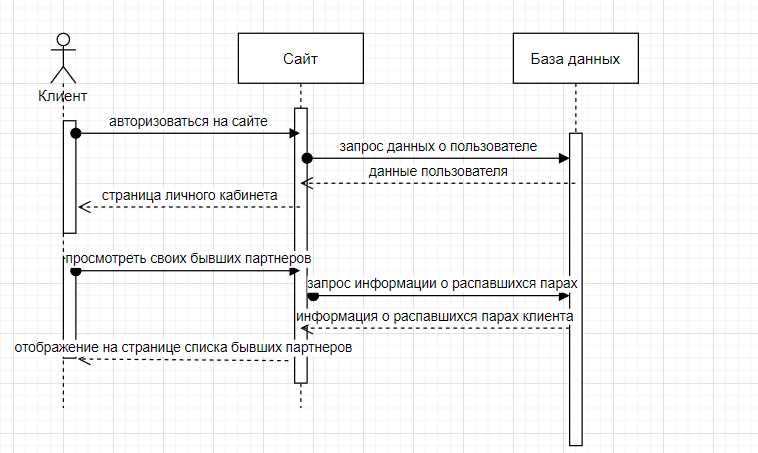 Клиент
Сайт
База данных
авторизоваться на сайте
запрос данных о пользователе
данные пользователя
страница личного кабинета
просмотреть своих бывших партнеров
запрос информации о распавшихся парах
информация о распавшихся парах клиента
отображение на странице списка бывших партнеров